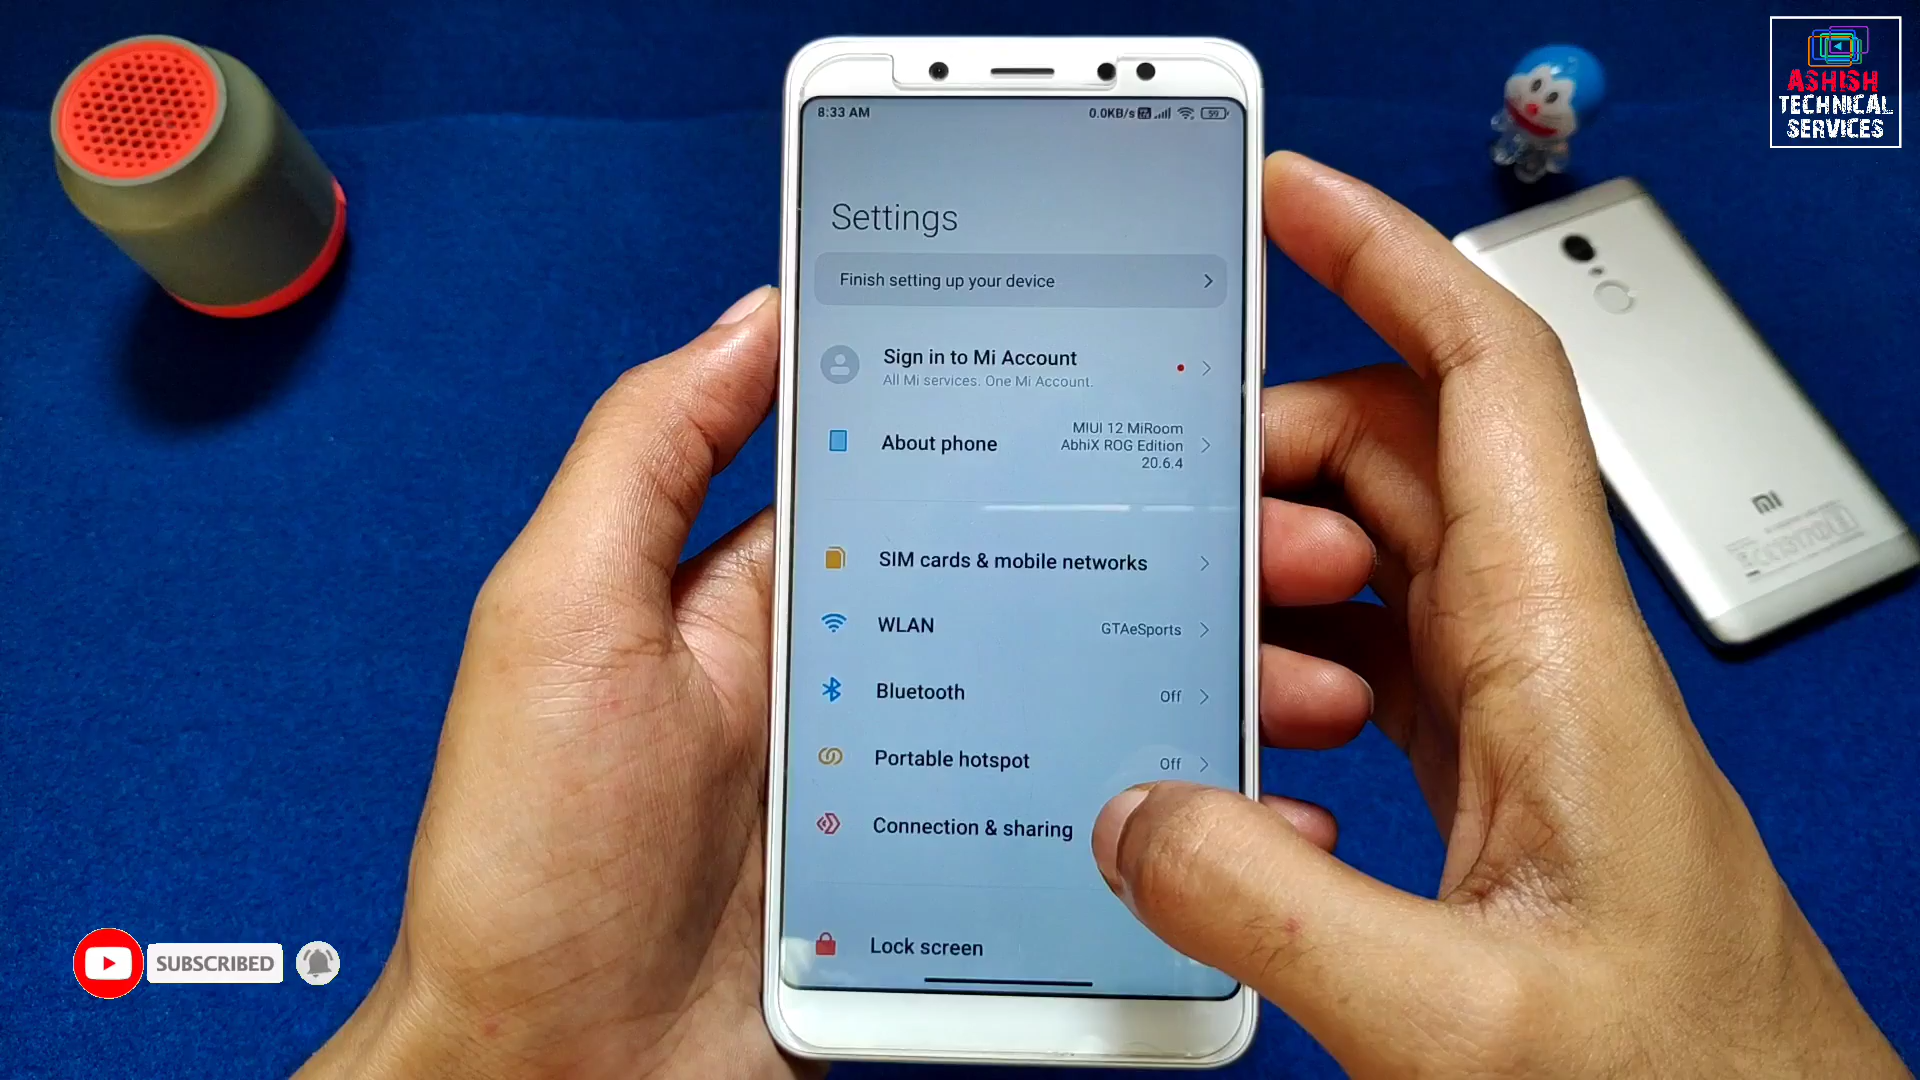 ASHISH
TECHNICAL
SERVICES
8:33 AM
0.0KB/s
59
Settings
Finish setting up your device
Sign in to Mi Account
All Mi services. One Mi Account.
About phone
MIUI 12 MiRoom
AbhiX ROG Edition
20.6.4
SIM cards & mobile networks
WLAN
GTAeSports
Bluetooth
Off
Portable hotspot
Off
Connection & sharing
Lock screen
mi
SUBSCRIBED